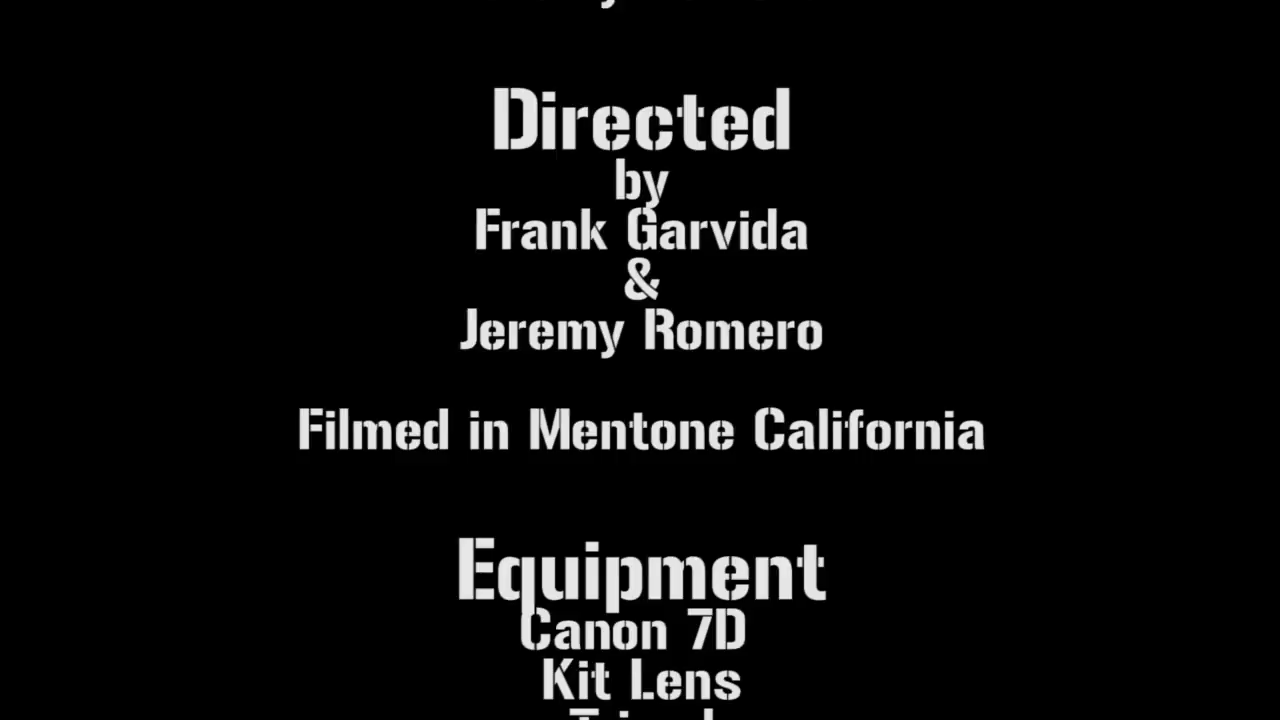 Directed
by
Frank Garvida
&
Jeremy Romero
Filmed in Mentone California
Equipment
Canon 7D
Kit Lens